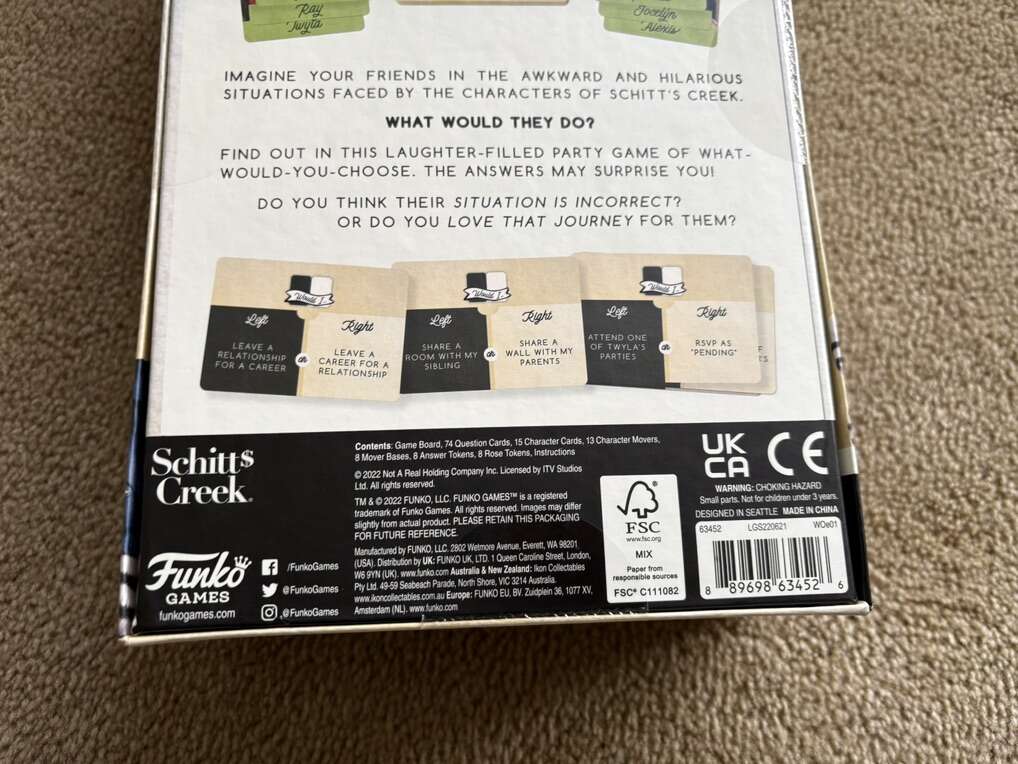 Ray
Twyla
Jocelyn
Alexis
IMAGINE YOUR FRIENDS IN THE AWKWARD AND HILARIOUS
SITUATIONS FACED BY THE CHARACTERS OF SCHITT'S CREEK.
WHAT WOULD THEY DO?
FIND OUT IN THIS LAUGHTER-FILLED PARTY GAME OF WHAT-
WOULD-YOU-CHOOSE. THE ANSWERS MAY SURPRISE YOU!
DO YOU THINK THEIR SITUATION IS INCORRECT?
OR DO YOU LOVE THAT JOURNEY FOR THEM?
Would I...
Left
Right
LEAVE A
RELATIONSHIP
FOR A CAREER
or
LEAVE A
CAREER FOR A
RELATIONSHIP
Would I...
Left
Right
SHARE A
ROOM WITH MY
SIBLING
or
SHARE A
WALL WITH MY
PARENTS
Would I...
Left
Right
ATTEND ONE
OF TWYLA'S
PARTIES
or
RSVP AS
"PENDING"
Schitt$
Creek
Contents: Game Board, 74 Question Cards, 15 Character Cards, 13 Character Movers,
8 Mover Bases, 8 Answer Tokens, 8 Rose Tokens, Instructions
© 2022 Not A Real Holding Company Inc. Licensed by ITV Studios
Ltd. All rights reserved.
TM & © 2022 FUNKO, LLC. FUNKO GAMES™ is a registered
trademark of Funko Games. All rights reserved. Images may differ
slightly from actual product. PLEASE RETAIN THIS PACKAGING
FOR FUTURE REFERENCE.
Manufactured by FUNKO, LLC. 2802 Wetmore Avenue, Everett, WA 98201
(USA). Distribution by UK: FUNKO UK, LTD. 1 Queen Caroline Street, London,
W6 9YN (UK). www.funko.com Australia & New Zealand: Ikon Collectables
Pty Ltd. 49-59 Seabeach Parade, North Shore, VIC 3214 Australia.
www.ikoncollectables.com.au Europe: FUNKO EU, BV. Zuidplein 36, 1077 XV,
Amsterdam (NL). www.funko.com
Funko
GAMES
funkogames.com
/FunkoGames
@FunkoGames
@FunkoGames
FSC
www.fsc.org
MIX
Paper from
responsible sources
FSC® C111082
UK
CA
CE
WARNING: CHOKING HAZARD
Small parts. Not for children under 3 years.
DESIGNED IN SEATTLE MADE IN CHINA
63452 LGS220621 WOe01
8 89698 63452 6